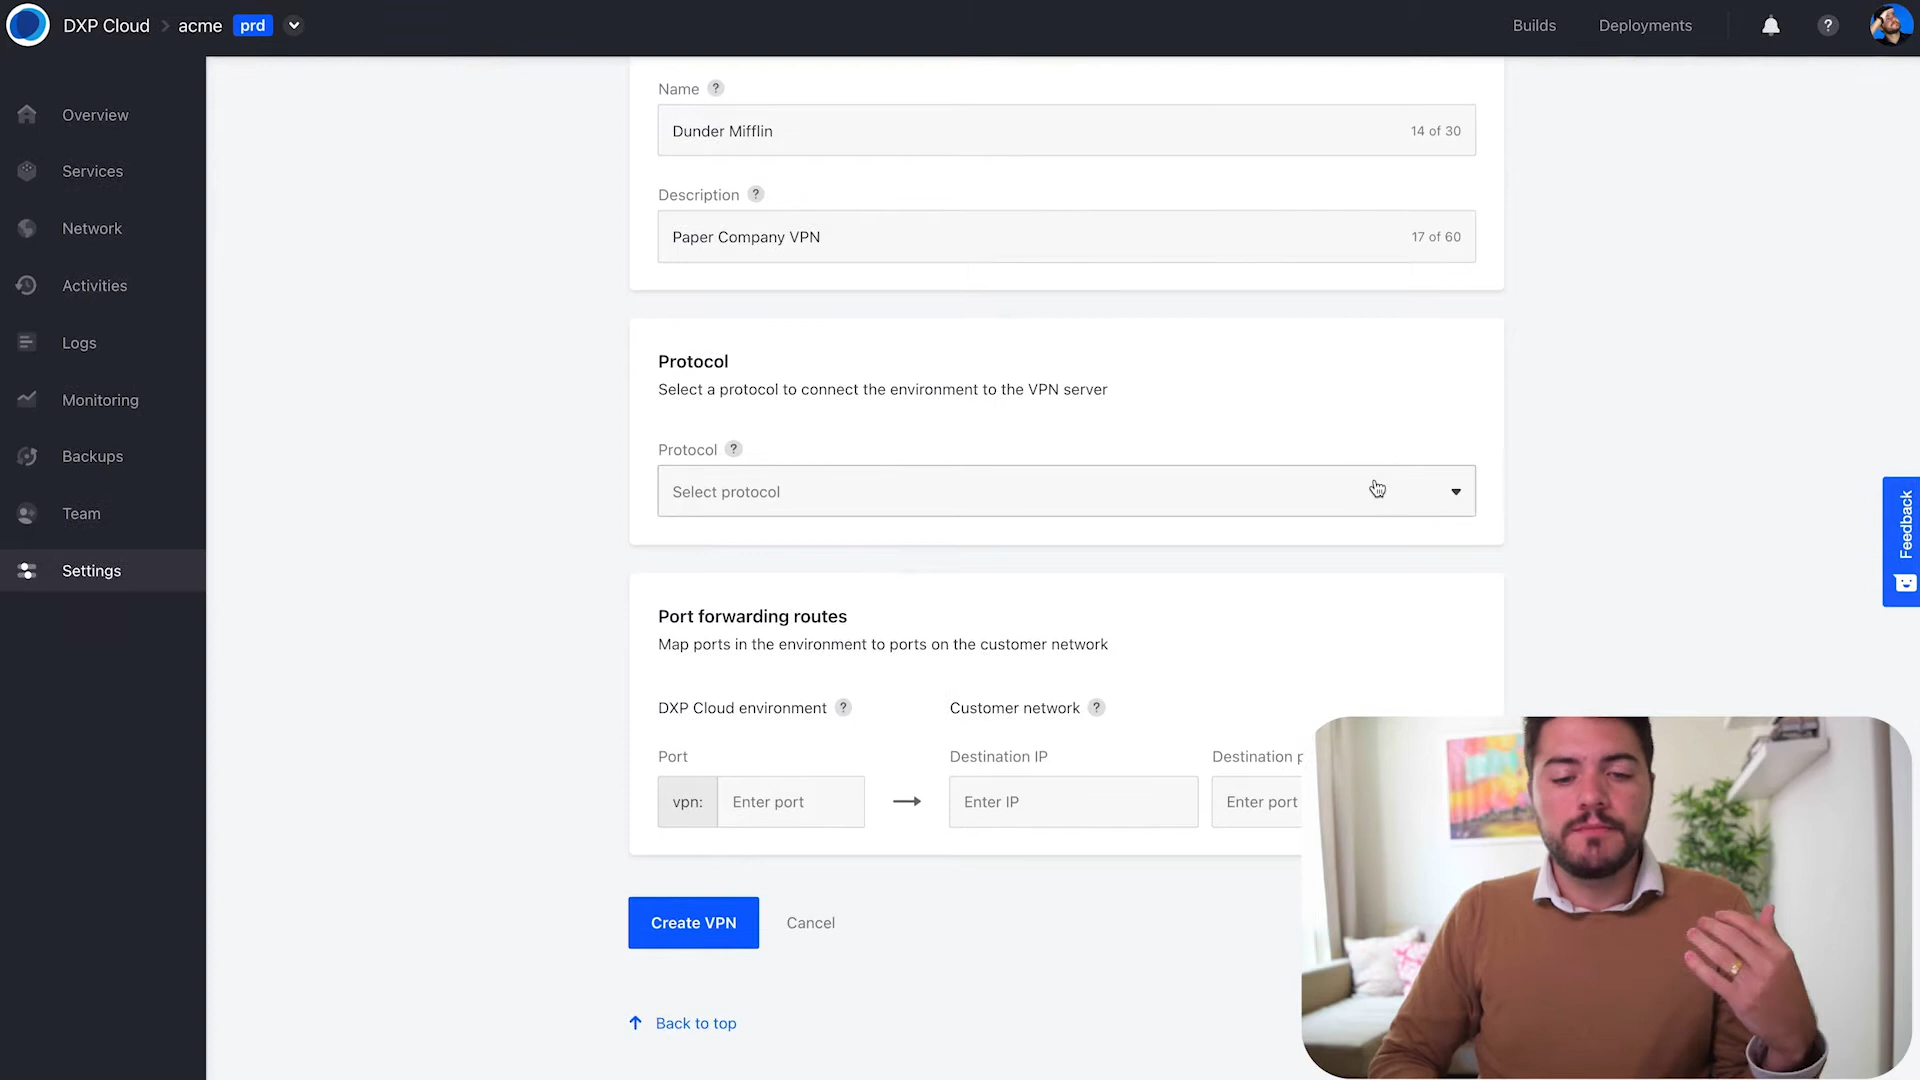 DXP Cloud > acme prd
Builds
Deployments
?
Overview
Services
Network
Activities
Logs
Monitoring
Backups
Team
Settings
Name ?
Dunder Mifflin 14 of 30
Description ?
Paper Company VPN 17 of 60
Protocol
Select a protocol to connect the environment to the VPN server
Protocol ?
Select protocol
Port forwarding routes
Map ports in the environment to ports on the customer network
DXP Cloud environment ? Customer network ?
Port Destination IP Destination p
vpn: Enter port → Enter IP Enter port
Create VPN Cancel
Back to top
Feedback